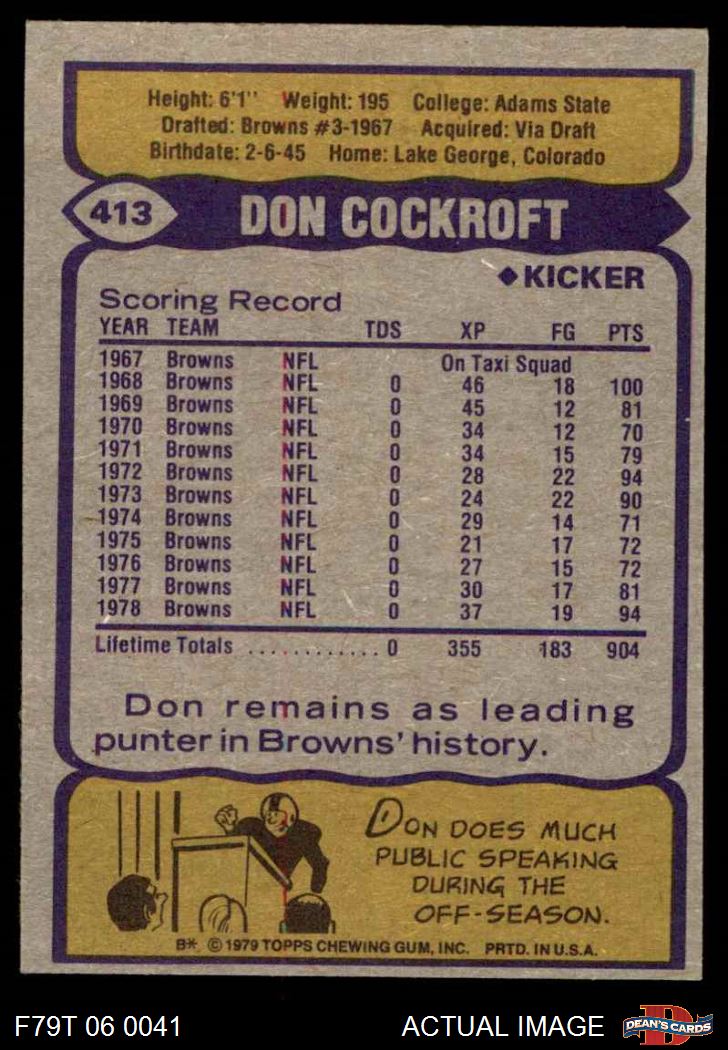 Height: 6'1" Weight: 195 College: Adams State
Drafted: Browns #3-1967 Acquired: Via Draft
Birthdate: 2-6-45 Home: Lake George, Colorado
413 DON COCKROFT
◆KICKER
Scoring Record
YEAR TEAM TDS XP FG PTS
1967 Browns NFL On Taxi Squad
1968 Browns NFL 0 46 18 100
1969 Browns NFL 0 45 12 81
1970 Browns NFL 0 34 12 70
1971 Browns NFL 0 34 15 79
1972 Browns NFL 0 28 22 94
1973 Browns NFL 0 24 22 90
1974 Browns NFL 0 29 14 71
1975 Browns NFL 0 21 17 72
1976 Browns NFL 0 27 15 72
1977 Browns NFL 0 30 17 81
1978 Browns NFL 0 37 19 94
Lifetime Totals ............ 0 355 183 904
Don remains as leading
punter in Browns' history.
DON DOES MUCH
PUBLIC SPEAKING
DURING THE
OFF-SEASON.
B* © 1979 TOPPS CHEWING GUM, INC. PRTD. IN U.S.A.
F79T 06 0041 ACTUAL IMAGE D DEAN'S CARDS